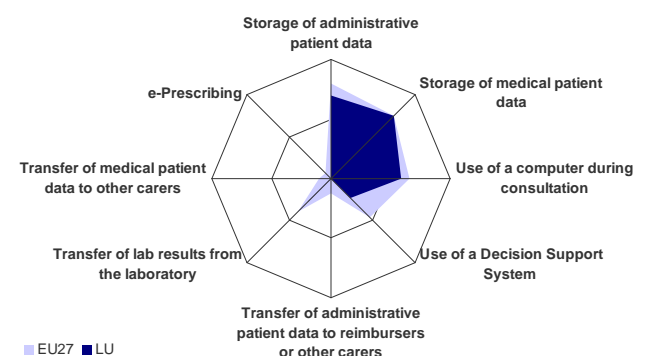 Storage of administrative
patient data
Storage of medical patient
data
Use of a computer during
consultation
Use of a Decision Support
System
Transfer of administrative
patient data to reimbursers
or other carers
Transfer of lab results from
the laboratory
Transfer of medical patient
data to other carers
e-Prescribing
EU27 LU